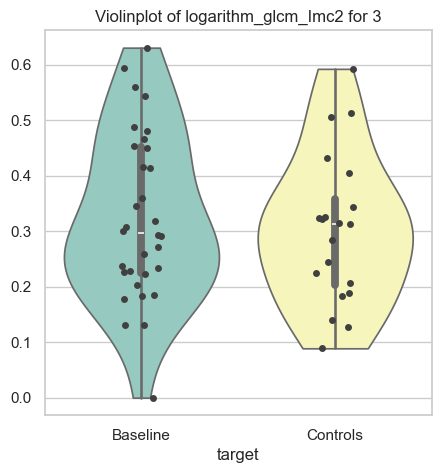 Violinplot of logarithm_glcm_Imc2 for 3
0.6
0.5
0.4
0.3
0.2
0.1
0.0
Baseline
Controls
target